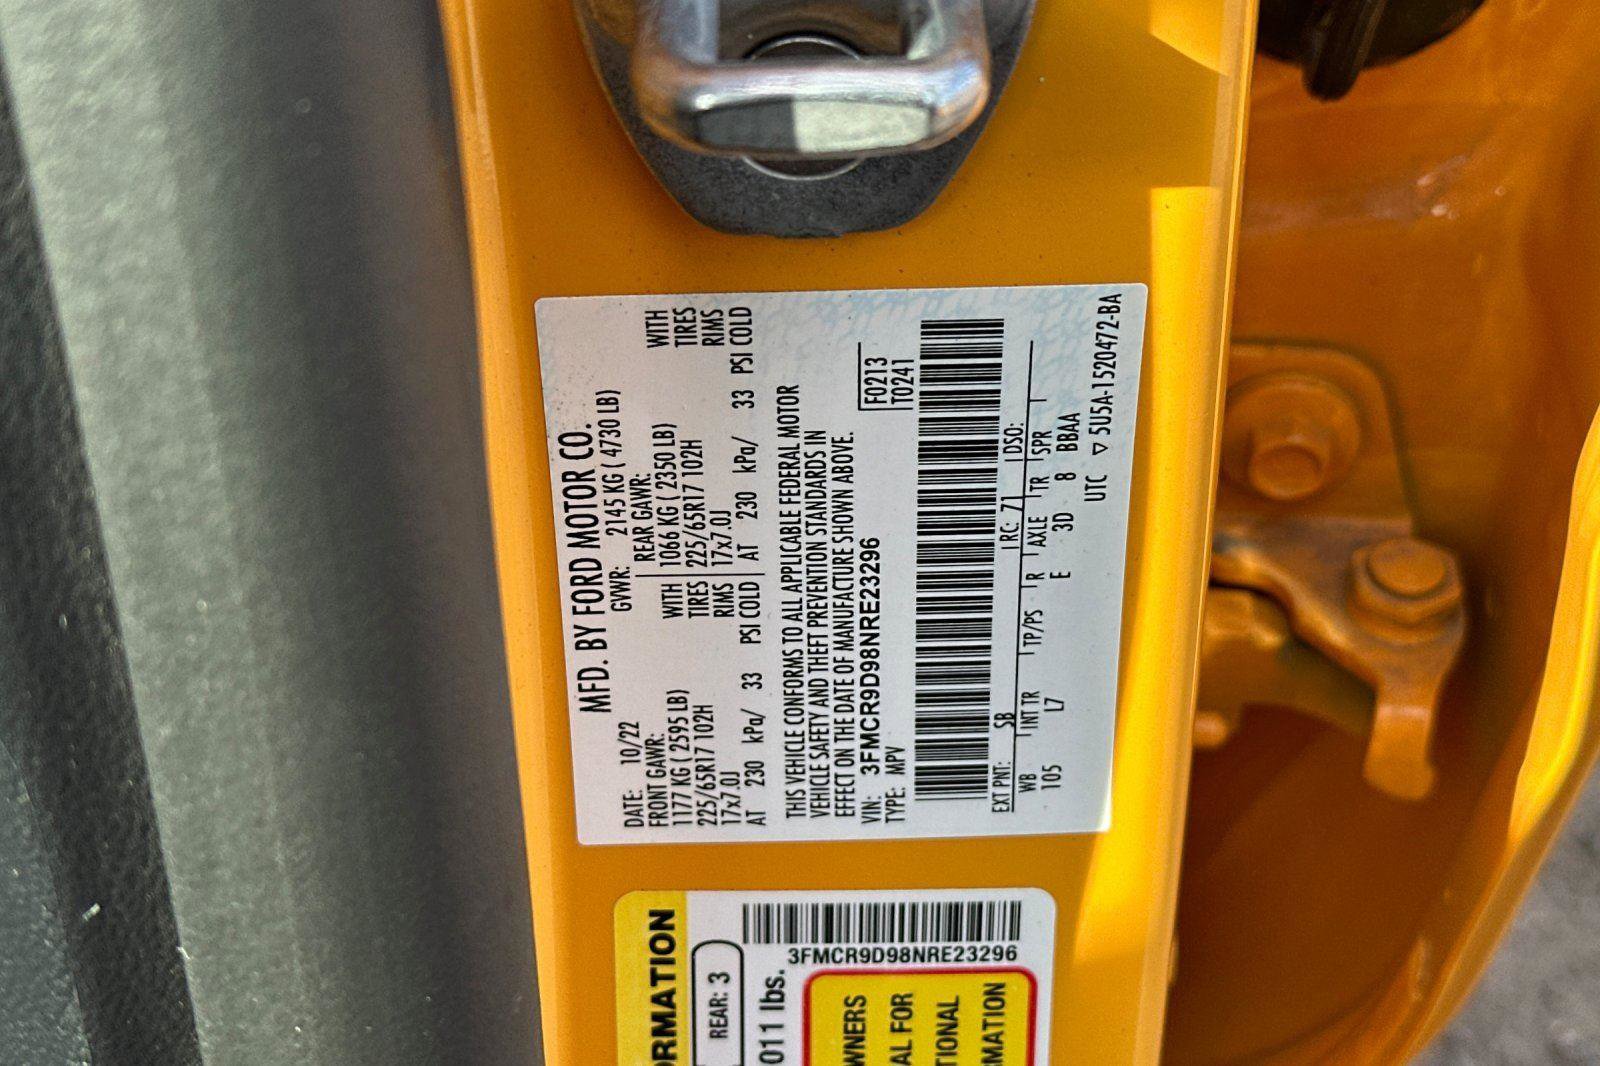 MFD. BY FORD MOTOR CO.
DATE: 10/22 GVWR: 2145 KG ( 4730 LB)
FRONT GAWR: REAR GAWR:
1177 KG ( 2595 LB) WITH 1066 KG ( 2350 LB) WITH
225/65R17 102H TIRES 225/65R17 102H TIRES
17x7.0J RIMS 17x7.0J RIMS
AT 230 kPa/ 33 PSI COLD AT 230 kPa/ 33 PSI COLD
THIS VEHICLE CONFORMS TO ALL APPLICABLE FEDERAL MOTOR
VEHICLE SAFETY AND THEFT PREVENTION STANDARDS IN
EFFECT ON THE DATE OF MANUFACTURE SHOWN ABOVE.
VIN: 3FMCR9D98NRE23296 F0213
TYPE: MPV T0241
EXT PNT: SB RC: 71 DSO:
WB INT TR TP/PS R AXLE TR SPR
105 L7 E 3D 8 BBAA
UTC ▽ 5U5A-1520472-BA
3FMCR9D98NRE23296
ORMATION
REAR: 3
011 lbs.
WNERS
AL FOR
TIONAL
RMATION